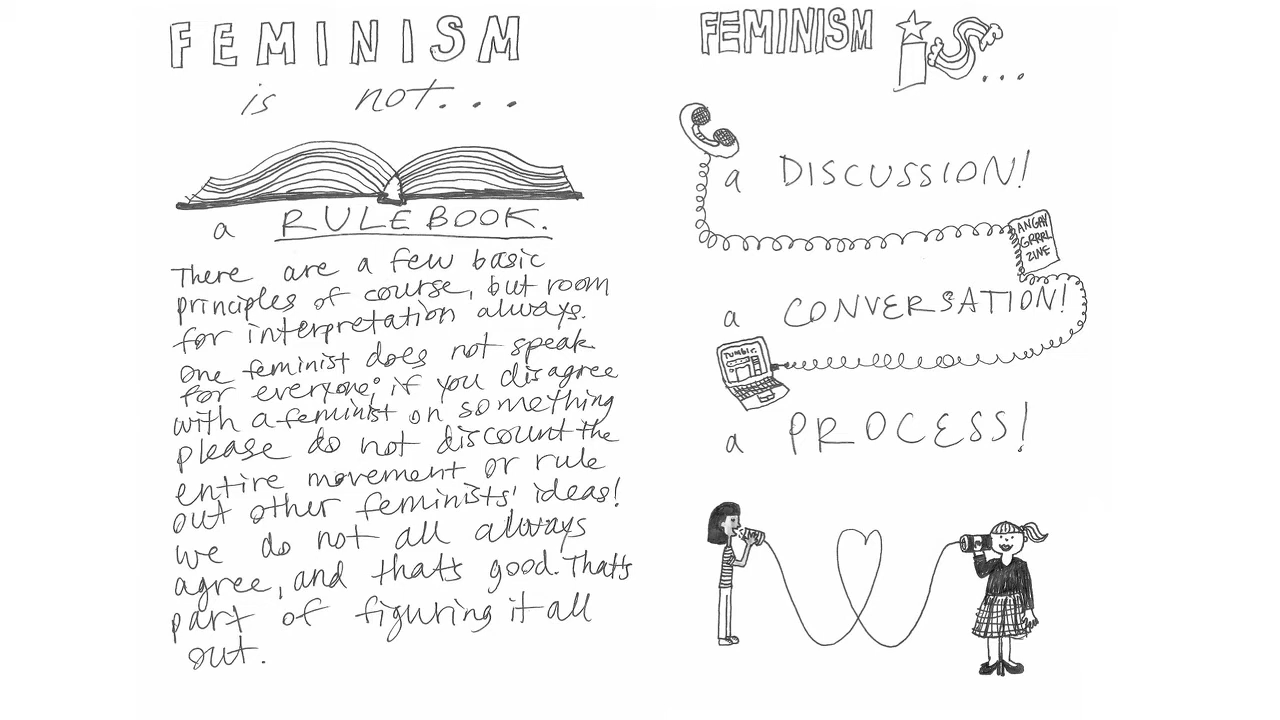 FEMINISM
is not...
a RULEBOOK.
There are a few basic
principles of course, but room
for interpretation always.
One feminist does not speak
for everyone; if you disagree
with a feminist on something
please do not discount the
entire movement or rule
out other feminists' ideas!
we do not all always
agree, and that's good. That's
part of figuring it all
out.
FEMINISM is...
a DISCUSSION!
ANGRY
GRRRL
ZINE
a CONVERSATION!
TUMBLR.
a PROCESS!